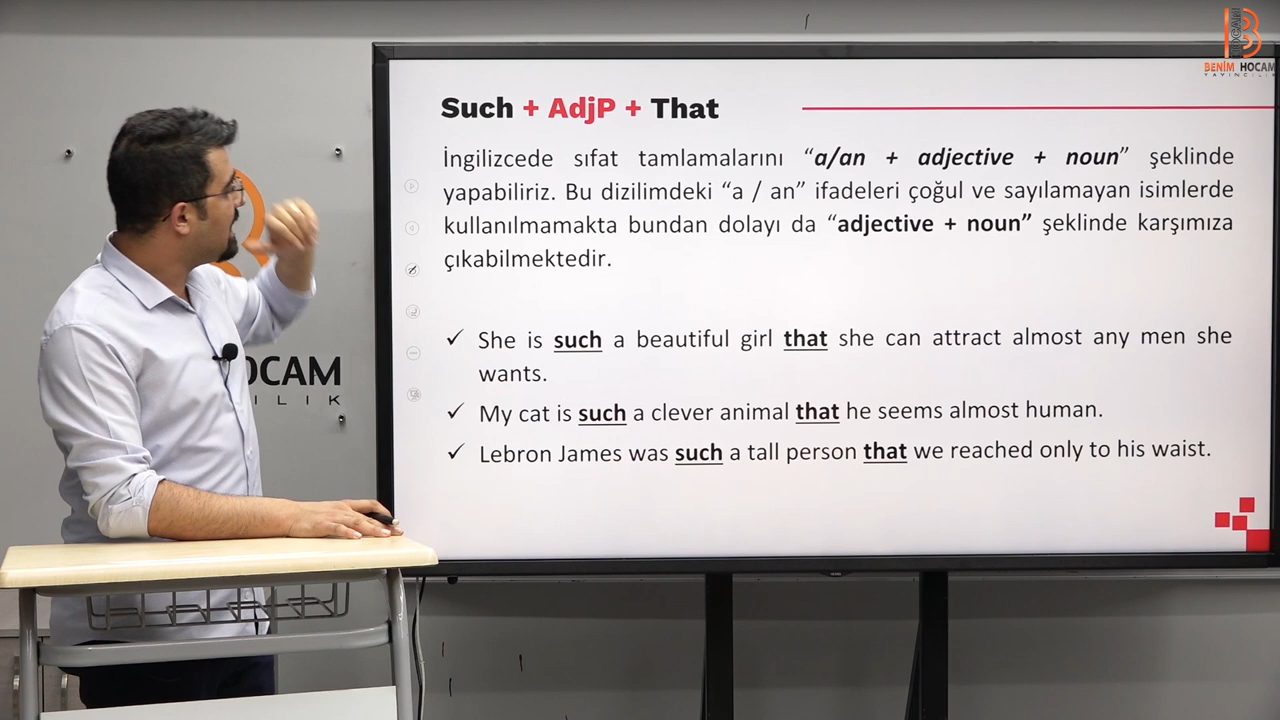 BENİM HOCAM
YAYINCILIK
Such + AdjP + That
İngilizcede sıfat tamlamalarını “a/an + adjective + noun” şeklinde
yapabiliriz. Bu dizilimdeki “a / an” ifadeleri çoğul ve sayılamayan isimlerde
kullanılmamakta bundan dolayı da “adjective + noun” şeklinde karşımıza
çıkabilmektedir.
✓ She is such a beautiful girl that she can attract almost any men she
wants.
✓ My cat is such a clever animal that he seems almost human.
✓ Lebron James was such a tall person that we reached only to his waist.
OCAM
CILIK